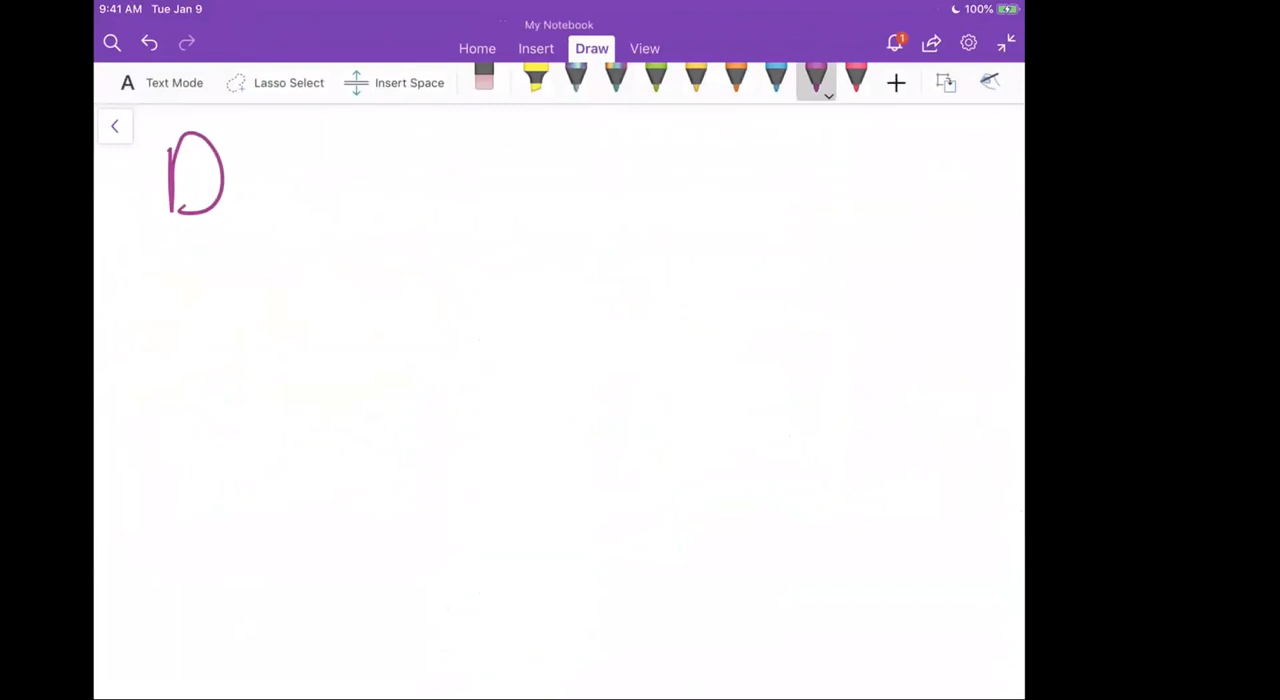 9:41 AM Tue Jan 9 100%
My Notebook
1
Home Insert Draw View
A Text Mode Lasso Select Insert Space
D